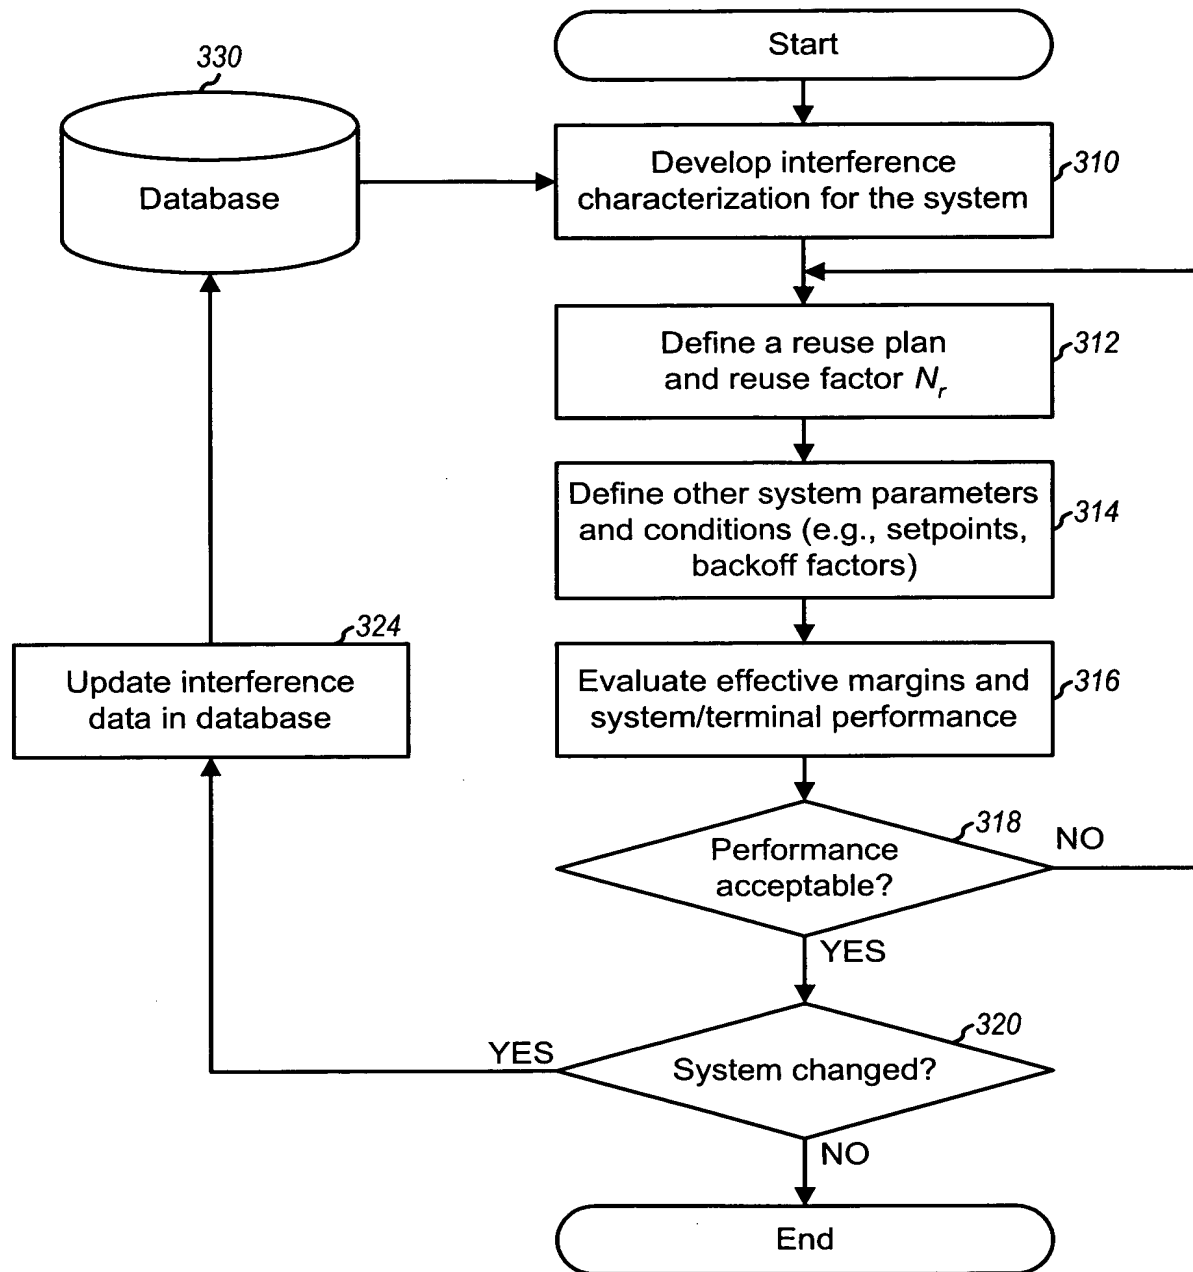 Start
330
Database
Develop interference
characterization for the system
310
Define a reuse plan
and reuse factor Nr
312
Define other system parameters
and conditions (e.g., setpoints,
backoff factors)
314
324
Update interference
data in database
Evaluate effective margins and
system/terminal performance
316
Performance
acceptable?
318
NO
YES
System changed?
320
YES
NO
End